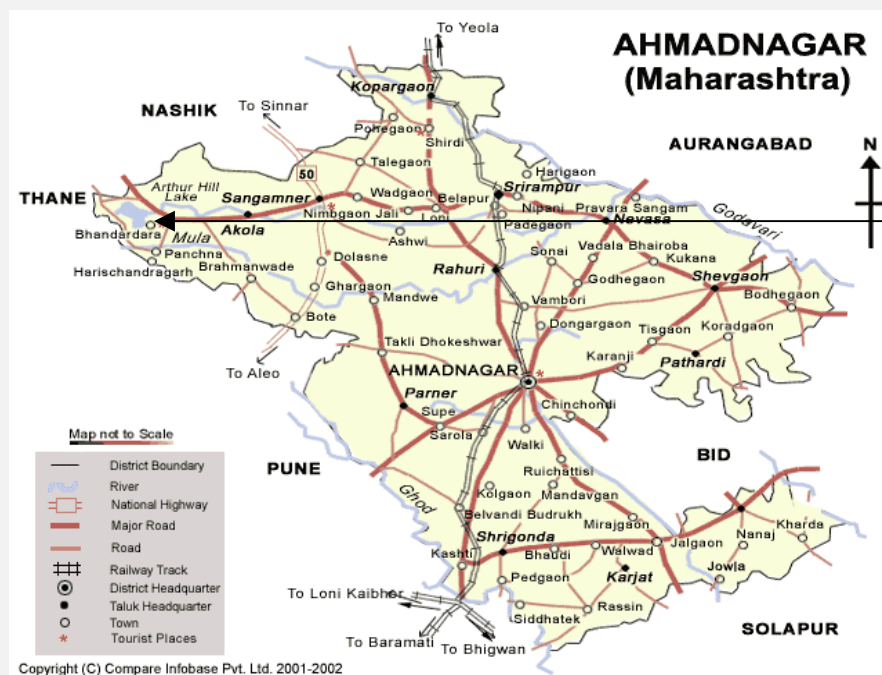 AHMADNAGAR
(Maharashtra)
To Yeola
NASHIK
To Sinnar
Kopargaon
Pohegaon
Shirdi
AURANGABAD
N
50
Talegaon
Harigaon
THANE
Arthur Hill
Lake
Sangamner
Wadgaon
Belapur
Srirampur
Nimbgaon Jali
Loni
Nipani
Pravara Sangam
Godavari
Bhandardara
Akola
Mula
Padegaon
Nevasa
Ashwi
Panchna
Harischandragarh
Brahmanwade
Dolasne
Rahuri
Sonai
Vadala Bhairoba
Kukana
Shevgaon
Ghargaon
Mandwe
Godhegaon
Bodhegaon
Vambori
Bote
Dongargaon
Tisgaon
Koradgaon
Takli Dhokeshwar
Karanji
Pathardi
To Aleo
AHMADNAGAR
Parner
Supe
Chinchondi
Sarola
Walki
Map not to Scale
PUNE
BID
District Boundary
River
National Highway
Major Road
Road
Railway Track
District Headquarter
Taluk Headquarter
Town
Tourist Places
Ruichattisi
Ghod
Kolgaon
Mandavgan
Belvandi Budrukh
Mirajgaon
Kharda
Shrigonda
Nanaj
Kashti
Bhaudi
Walwad
Jalgaon
Jowla
Pedgaon
Karjat
To Loni Kaibhor
Siddhatek
Rassin
SOLAPUR
To Baramati
To Bhigwan
Copyright (C) Compare Infobase Pvt. Ltd. 2001-2002